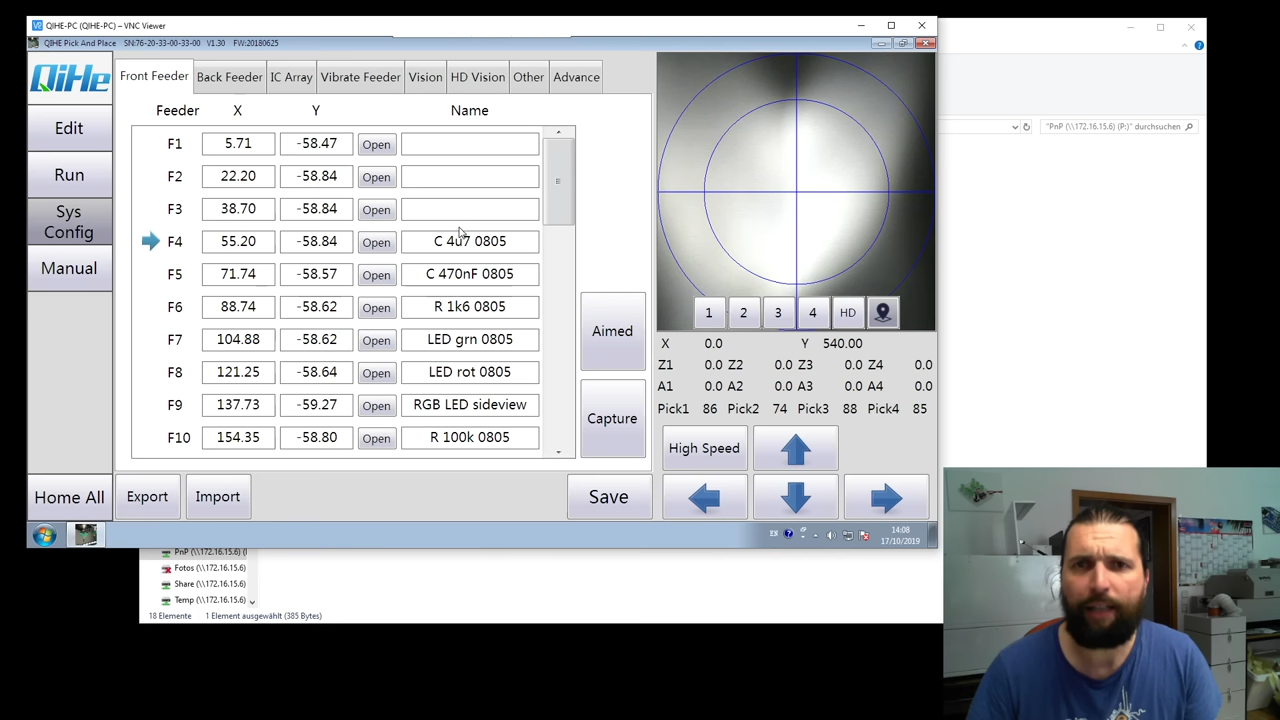 QIHE-PC (QIHE-PC) – VNC Viewer
QIHE Pick And Place SN:76-20-33-00-33-00 V1.30 FW:20180625
QiHe
Edit
Run
Sys
Config
Manual
Home All
Front Feeder Back Feeder IC Array Vibrate Feeder Vision HD Vision Other Advance
Feeder X Y Name
F1 5.71 -58.47 Open
F2 22.20 -58.84 Open
F3 38.70 -58.84 Open
F4 55.20 -58.84 Open C 4u7 0805
F5 71.74 -58.57 Open C 470nF 0805
F6 88.74 -58.62 Open R 1k6 0805
F7 104.88 -58.62 Open LED grn 0805
F8 121.25 -58.64 Open LED rot 0805
F9 137.73 -59.27 Open RGB LED sideview
F10 154.35 -58.80 Open R 100k 0805
Aimed
Capture
Export Import Save
1 2 3 4 HD
X 0.0 Y 540.00
Z1 0.0 Z2 0.0 Z3 0.0 Z4 0.0
A1 0.0 A2 0.0 A3 0.0 A4 0.0
Pick1 86 Pick2 74 Pick3 88 Pick4 85
High Speed
EN
14:08
17/10/2019
"PnP (\\172.16.15.6) (P:)" durchsuchen
PnP (\\172.16.15.6) (I
Fotos (\\172.16.15.6)
Share (\\172.16.15.6)
Temp (\\172.16.15.6)
18 Elemente 1 Element ausgewählt (385 Bytes)